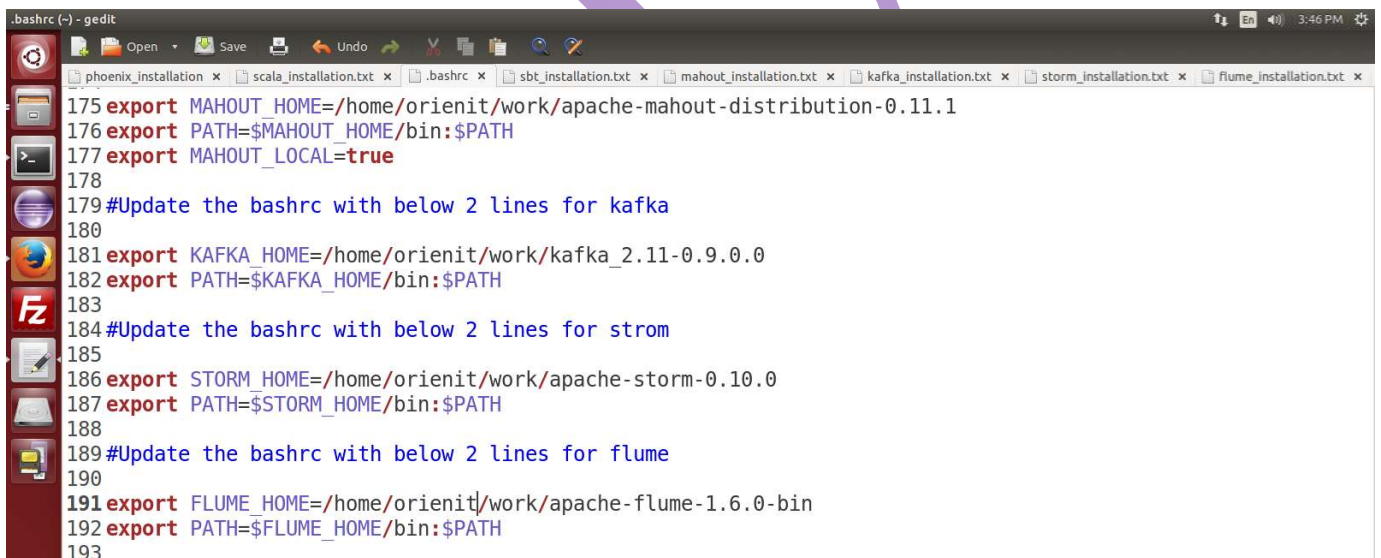 .bashrc (~) - gedit En 3:46 PM
Open Save Undo
phoenix_installation × scala_installation.txt × .bashrc × sbt_installation.txt × mahout_installation.txt × kafka_installation.txt × storm_installation.txt × flume_installation.txt ×
175 export MAHOUT_HOME=/home/orienit/work/apache-mahout-distribution-0.11.1
176 export PATH=$MAHOUT_HOME/bin:$PATH
177 export MAHOUT_LOCAL=true
178
179 #Update the bashrc with below 2 lines for kafka
180
181 export KAFKA_HOME=/home/orienit/work/kafka_2.11-0.9.0.0
182 export PATH=$KAFKA_HOME/bin:$PATH
183
184 #Update the bashrc with below 2 lines for strom
185
186 export STORM_HOME=/home/orienit/work/apache-storm-0.10.0
187 export PATH=$STORM_HOME/bin:$PATH
188
189 #Update the bashrc with below 2 lines for flume
190
191 export FLUME_HOME=/home/orienit/work/apache-flume-1.6.0-bin
192 export PATH=$FLUME_HOME/bin:$PATH
193